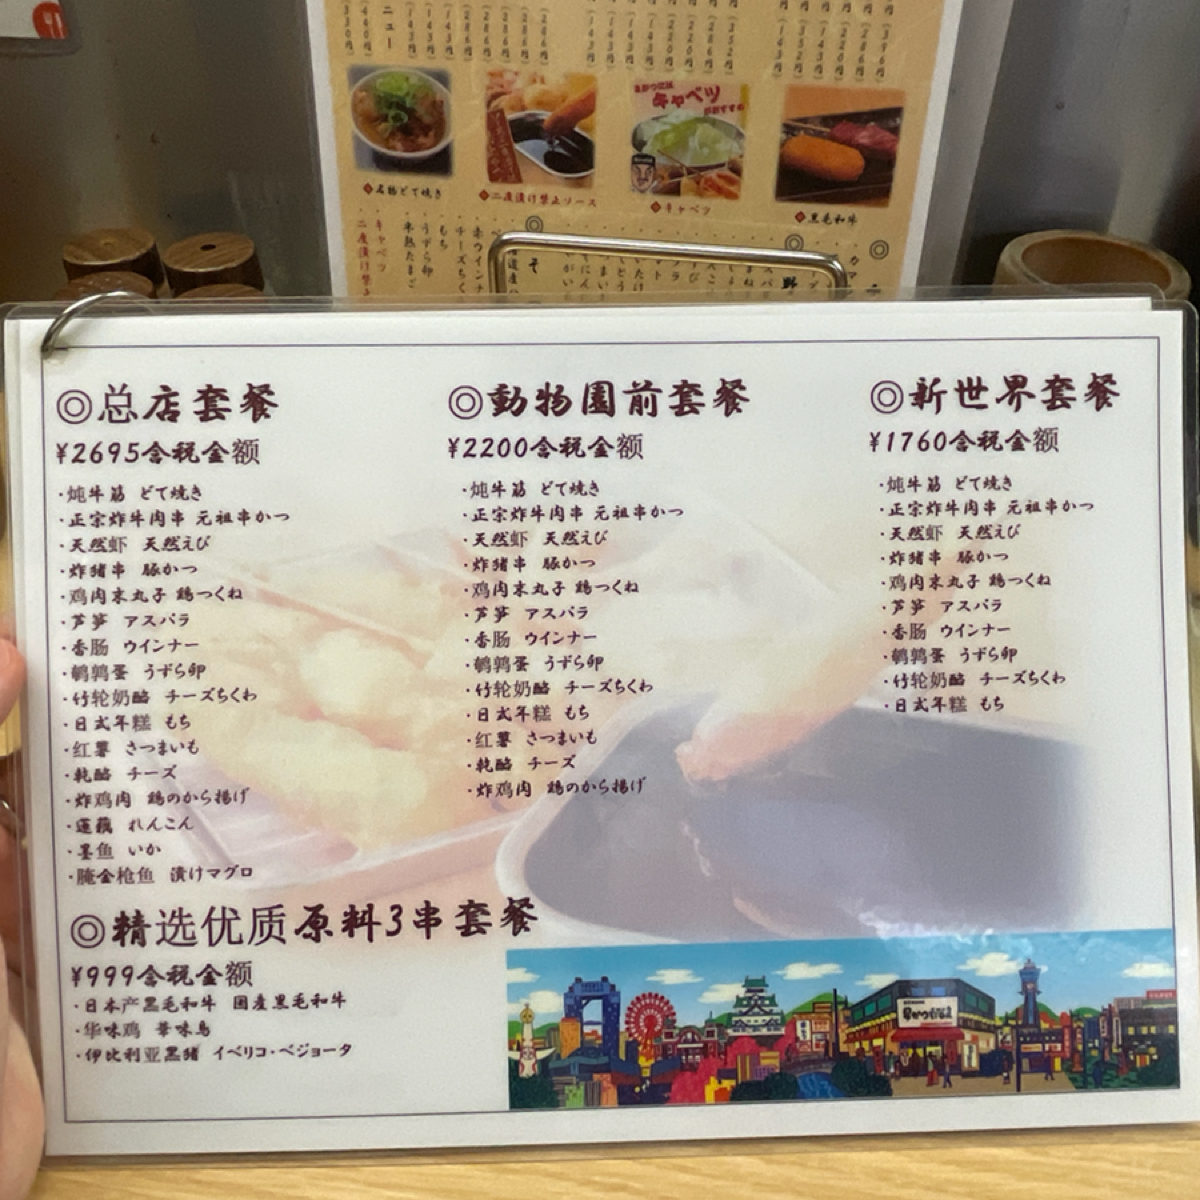 キャベツ
名物どて焼き
二度漬け禁止ソース
キャベツ
黒毛和牛
◎总店套餐
¥2695含税金额
・炖牛筋 どて焼き
・正宗炸牛肉串 元祖串かつ
・天然虾 天然えび
・炸猪串 豚かつ
・鸡肉末丸子 鶏つくね
・芦笋 アスパラ
・香肠 ウインナー
・鹌鹑蛋 うずら卵
・竹轮奶酪 チーズちくわ
・日式年糕 もち
・红薯 さつまいも
・乾酪 チーズ
・炸鸡肉 鶏のから揚げ
・蓮藕 れんこん
・墨鱼 いか
・腌金枪鱼 漬けマグロ
◎動物園前套餐
¥2200含税金额
・炖牛筋 どて焼き
・正宗炸牛肉串 元祖串かつ
・天然虾 天然えび
・炸猪串 豚かつ
・鸡肉末丸子 鶏つくね
・芦笋 アスパラ
・香肠 ウインナー
・鹌鹑蛋 うずら卵
・竹轮奶酪 チーズちくわ
・日式年糕 もち
・红薯 さつまいも
・乾酪 チーズ
・炸鸡肉 鶏のから揚げ
◎新世界套餐
¥1760含税金额
・炖牛筋 どて焼き
・正宗炸牛肉串 元祖串かつ
・天然虾 天然えび
・炸猪串 豚かつ
・鸡肉末丸子 鶏つくね
・芦笋 アスパラ
・香肠 ウインナー
・鹌鹑蛋 うずら卵
・竹轮奶酪 チーズちくわ
・日式年糕 もち
◎精选优质原料3串套餐
¥999含税金额
・日本产黑毛和牛 国産黒毛和牛
・华味鸡 華味鳥
・伊比利亚黑猪 イベリコ・ベジョータ